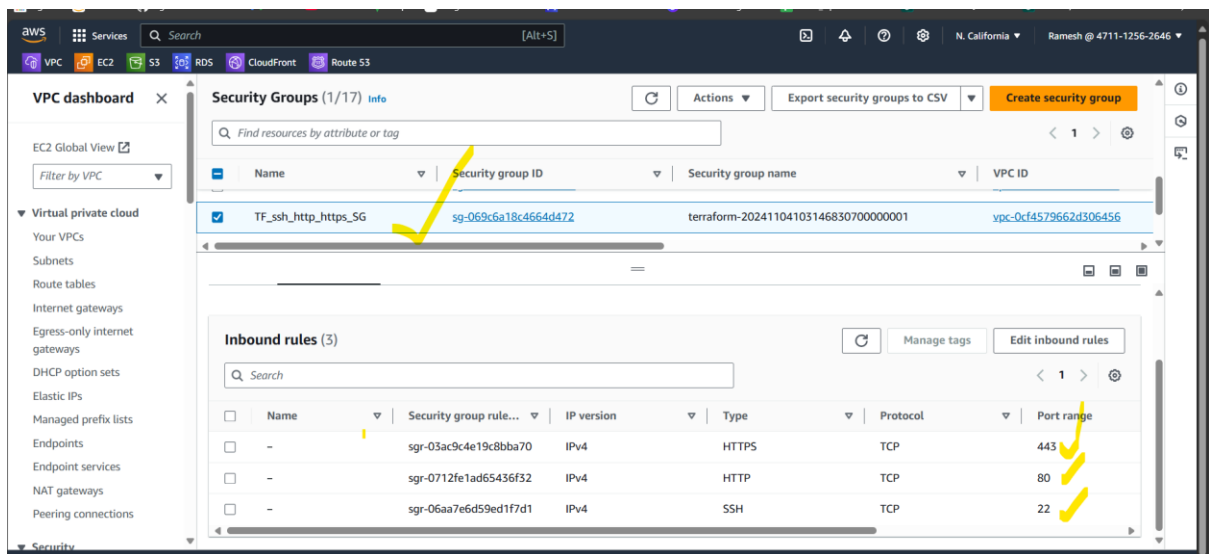 aws Services Search [Alt+S] N. California ▼ Ramesh @ 4711-1256-2646 ▼
VPC EC2 S3 RDS CloudFront Route 53
VPC dashboard
Security Groups (1/17) Info
Actions ▼ Export security groups to CSV ▼ Create security group
Find resources by attribute or tag
1
EC2 Global View
Filter by VPC ▼
Name Security group ID Security group name VPC ID
▼ Virtual private cloud
TF_ssh_http_https_SG sg-069c6a18c4664d472 terraform-20241104103146830700000001 vpc-0cf4579662d306456
Your VPCs
Subnets
Route tables
Internet gateways
Egress-only internet
gateways
DHCP option sets
Elastic IPs
Managed prefix lists
Endpoints
Endpoint services
NAT gateways
Peering connections
▼ Security
Inbound rules (3)
Manage tags Edit inbound rules
Search
1
Name Security group rule... IP version Type Protocol Port range
– sgr-03ac9c4e19c8bba70 IPv4 HTTPS TCP 443
– sgr-0712fe1ad65436f32 IPv4 HTTP TCP 80
– sgr-06aa7e6d59ed1f7d1 IPv4 SSH TCP 22